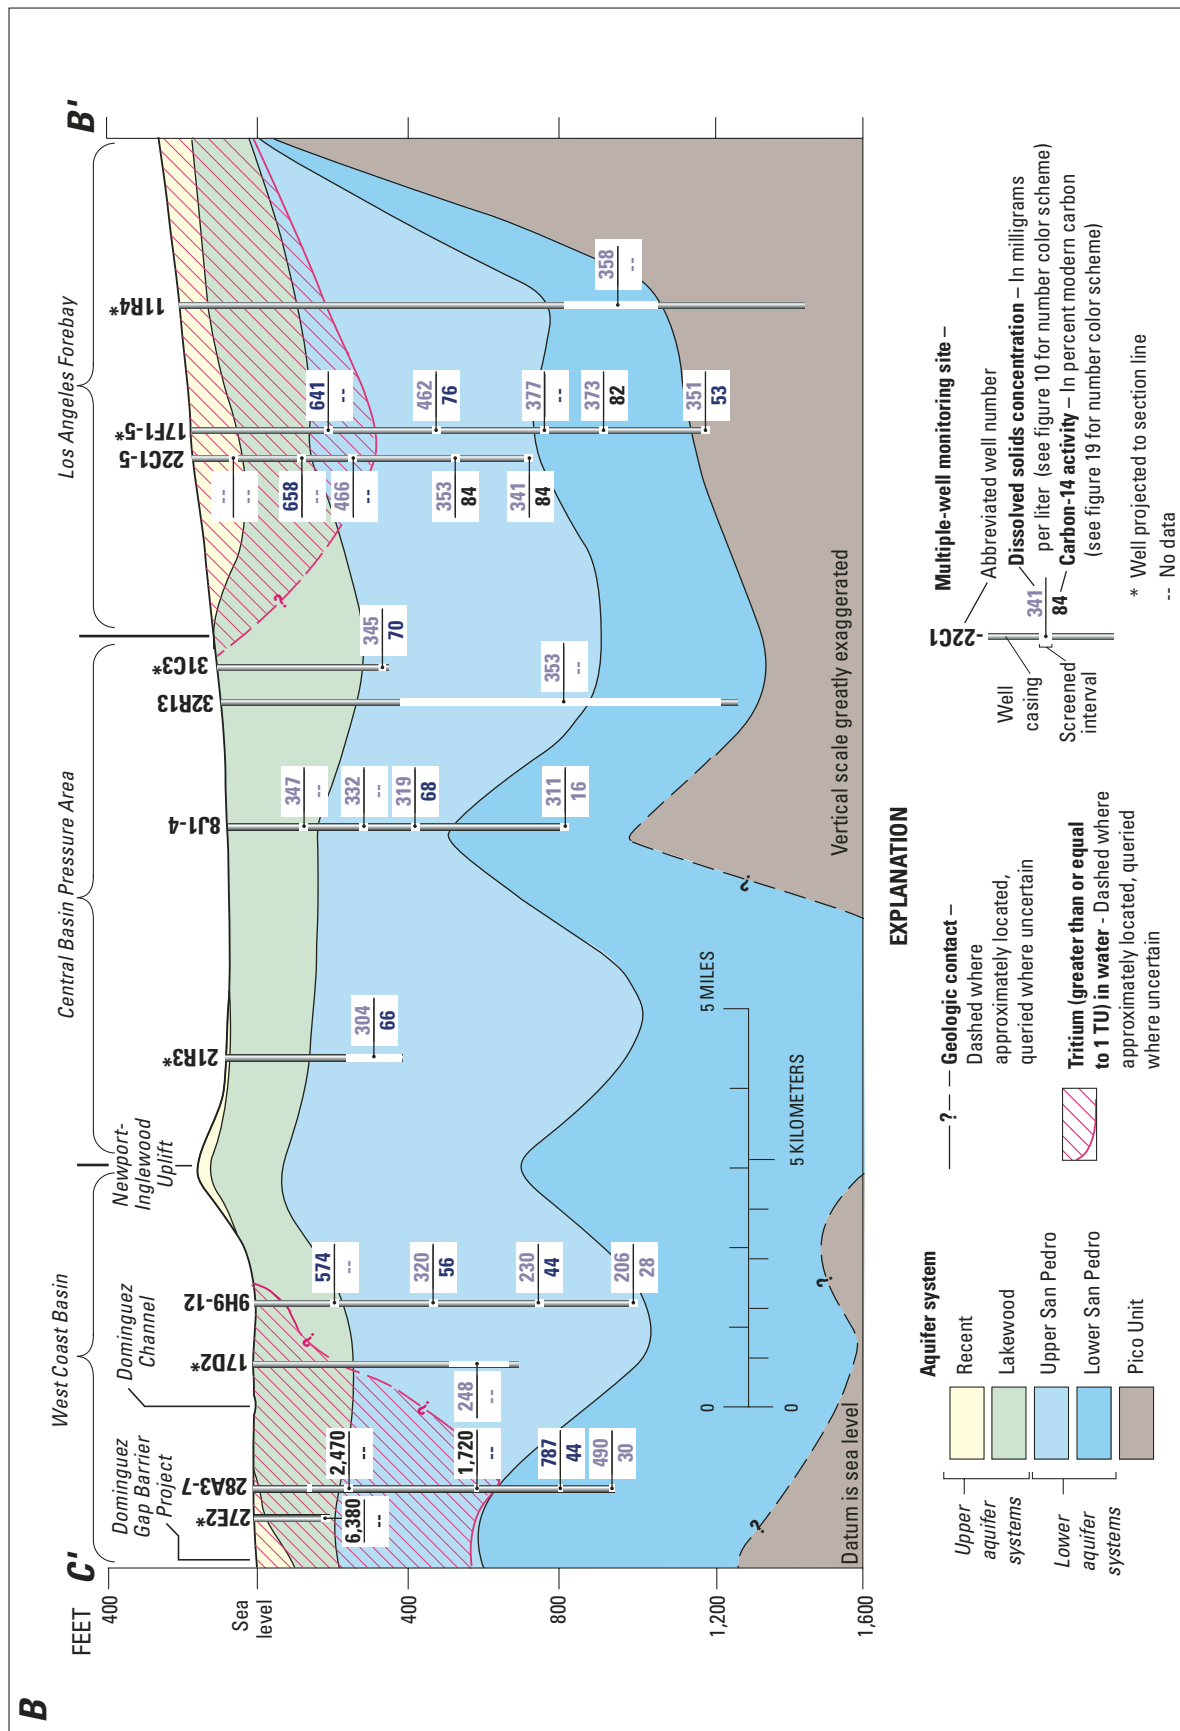 B
C'
B'
West Coast Basin
Central Basin Pressure Area
Los Angeles Forebay
Dominguez
Gap Barrier
Project
Dominguez
Channel
Newport-
Inglewood
Uplift
FEET
400
Sea
level
400
800
1,200
1,600
27E2*
28A3-7
17D2*
9H9-12
21R3*
8J1-4
32R13
31C3*
22C1-5
17F1-5*
11R4*
6,380
--
2,470
--
1,720
--
787
44
490
30
248
--
574
--
320
56
230
44
206
28
304
66
347
--
332
--
319
68
311
16
353
--
345
70
--
--
658
--
466
--
353
84
341
84
641
--
462
76
377
--
373
82
351
53
358
--
?
?
?
?
?
?
?
0
5 MILES
0
5 KILOMETERS
Datum is sea level
Vertical scale greatly exaggerated
EXPLANATION
Aquifer system
Upper
aquifer
systems
Recent
Lakewood
Lower
aquifer
systems
Upper San Pedro
Lower San Pedro
Pico Unit
? Geologic contact –
Dashed where
approximately located,
queried where uncertain
Tritium (greater than or equal
to 1 TU) in water - Dashed where
approximately located, queried
where uncertain
Multiple-well monitoring site –
-22C1
Abbreviated well number
341
84
Dissolved solids concentration – In milligrams
per liter (see figure 10 for number color scheme)
Carbon-14 activity – In percent modern carbon
(see figure 19 for number color scheme)
Well
casing
Screened
interval
* Well projected to section line
-- No data